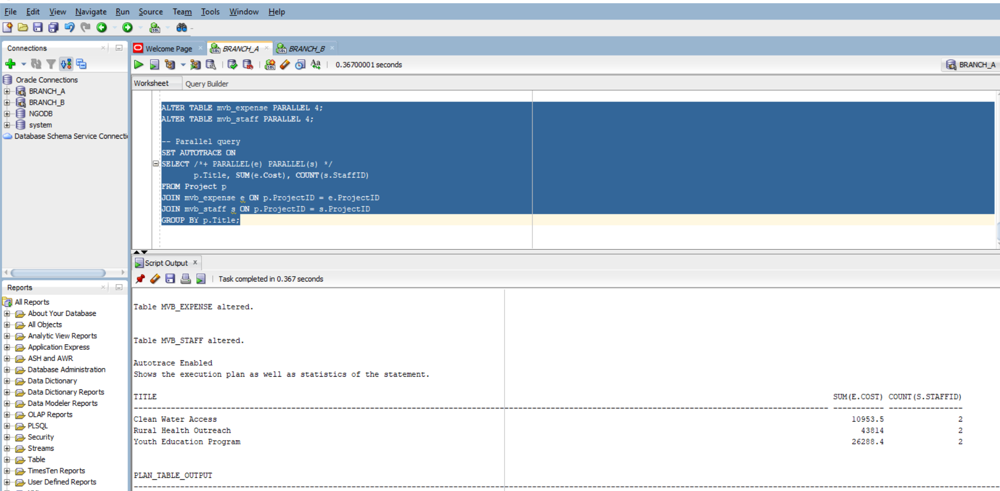 File Edit View Navigate Run Source Team Tools Window Help
Connections
Oracle Connections
BRANCH_A
BRANCH_B
NGODB
system
Database Schema Service Connecti
Reports
All Reports
About Your Database
All Objects
Analytic View Reports
Application Express
ASH and AWR
Database Administration
Data Dictionary
Data Dictionary Reports
Data Modeler Reports
OLAP Reports
PLSQL
Security
Streams
Table
TimesTen Reports
User Defined Reports
Welcome Page BRANCH_A BRANCH_B
0.36700001 seconds BRANCH_A
Worksheet Query Builder
ALTER TABLE mvb_expense PARALLEL 4;
ALTER TABLE mvb_staff PARALLEL 4;
-- Parallel query
SET AUTOTRACE ON
SELECT /*+ PARALLEL(e) PARALLEL(s) */
p.Title, SUM(e.Cost), COUNT(s.StaffID)
FROM Project p
JOIN mvb_expense e ON p.ProjectID = e.ProjectID
JOIN mvb_staff s ON p.ProjectID = s.ProjectID
GROUP BY p.Title;
Script Output x
Task completed in 0.367 seconds
Table MVB_EXPENSE altered.
Table MVB_STAFF altered.
Autotrace Enabled
Shows the execution plan as well as statistics of the statement.
TITLE SUM(E.COST) COUNT(S.STAFFID)
Clean Water Access 10953.5 2
Rural Health Outreach 43814 2
Youth Education Program 26288.4 2
PLAN_TABLE_OUTPUT